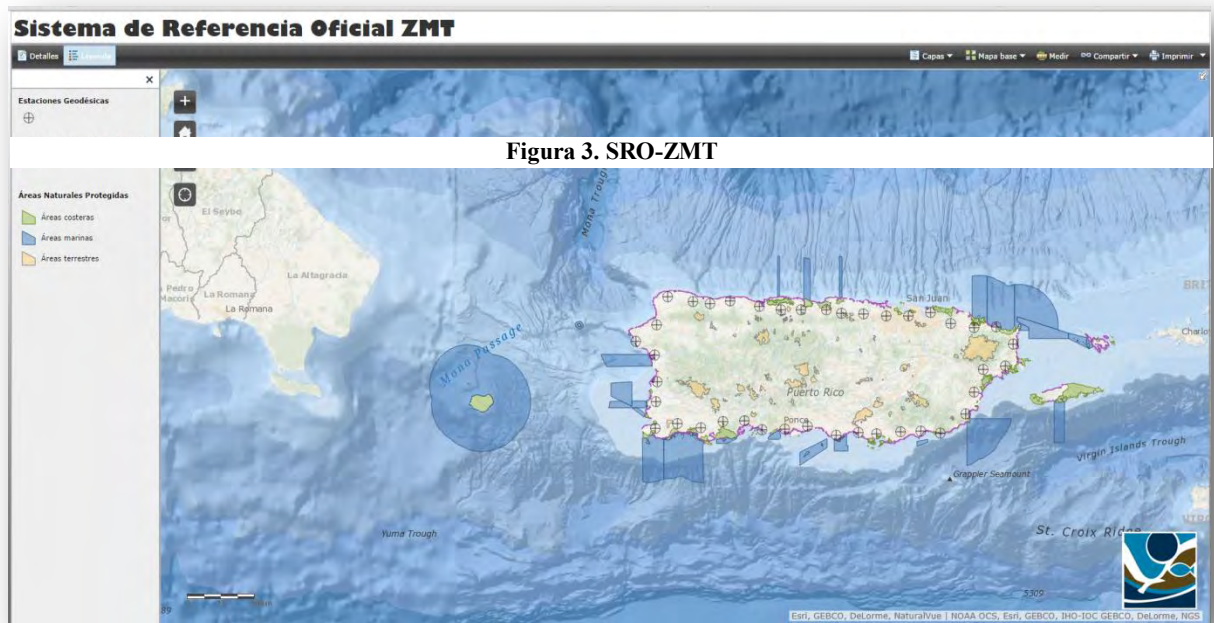 Sistema de Referencia Oficial ZMT
Detalles
Capas Mapa base Medir Compartir Imprimir
Estaciones Geodésicas
Figura 3. SRO-ZMT
Áreas Naturales Protegidas
Áreas costeras
Áreas marinas
Áreas terrestres
Mona Trough
El Seybo
La Altagracia
La Romana
La Romana
Mona Passage
San Juan
Puerto Rico
Ponce
Virgin Islands Trough
Grappler Seamount
Yuma Trough
St. Croix Ridge
5309
Esri, GEBCO, DeLorme, NaturalVue | NOAA OCS, Esri, GEBCO, IHO-IOC GEBCO, DeLorme, NGS